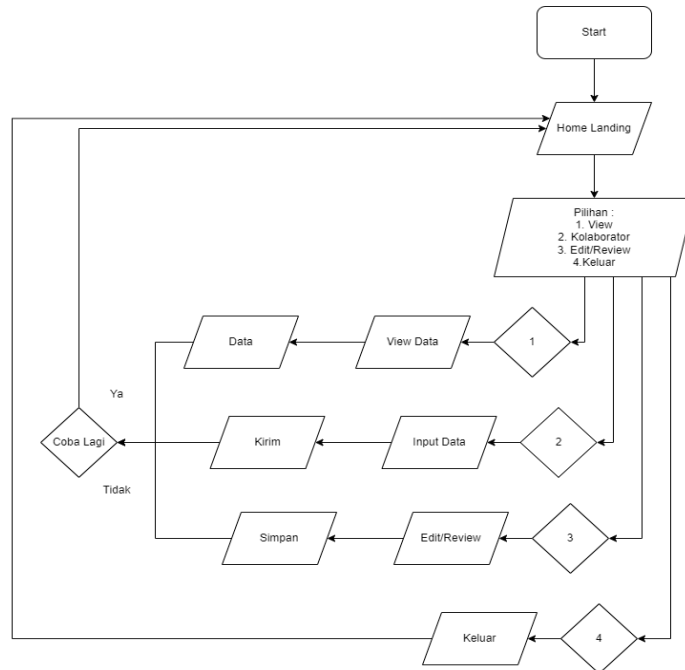 Start
Home Landing
Pilihan :
1. View
2. Kolaborator
3. Edit/Review
4.Keluar
Data
View Data
1
Ya
Coba Lagi
Kirim
Input Data
2
Tidak
Simpan
Edit/Review
3
Keluar
4